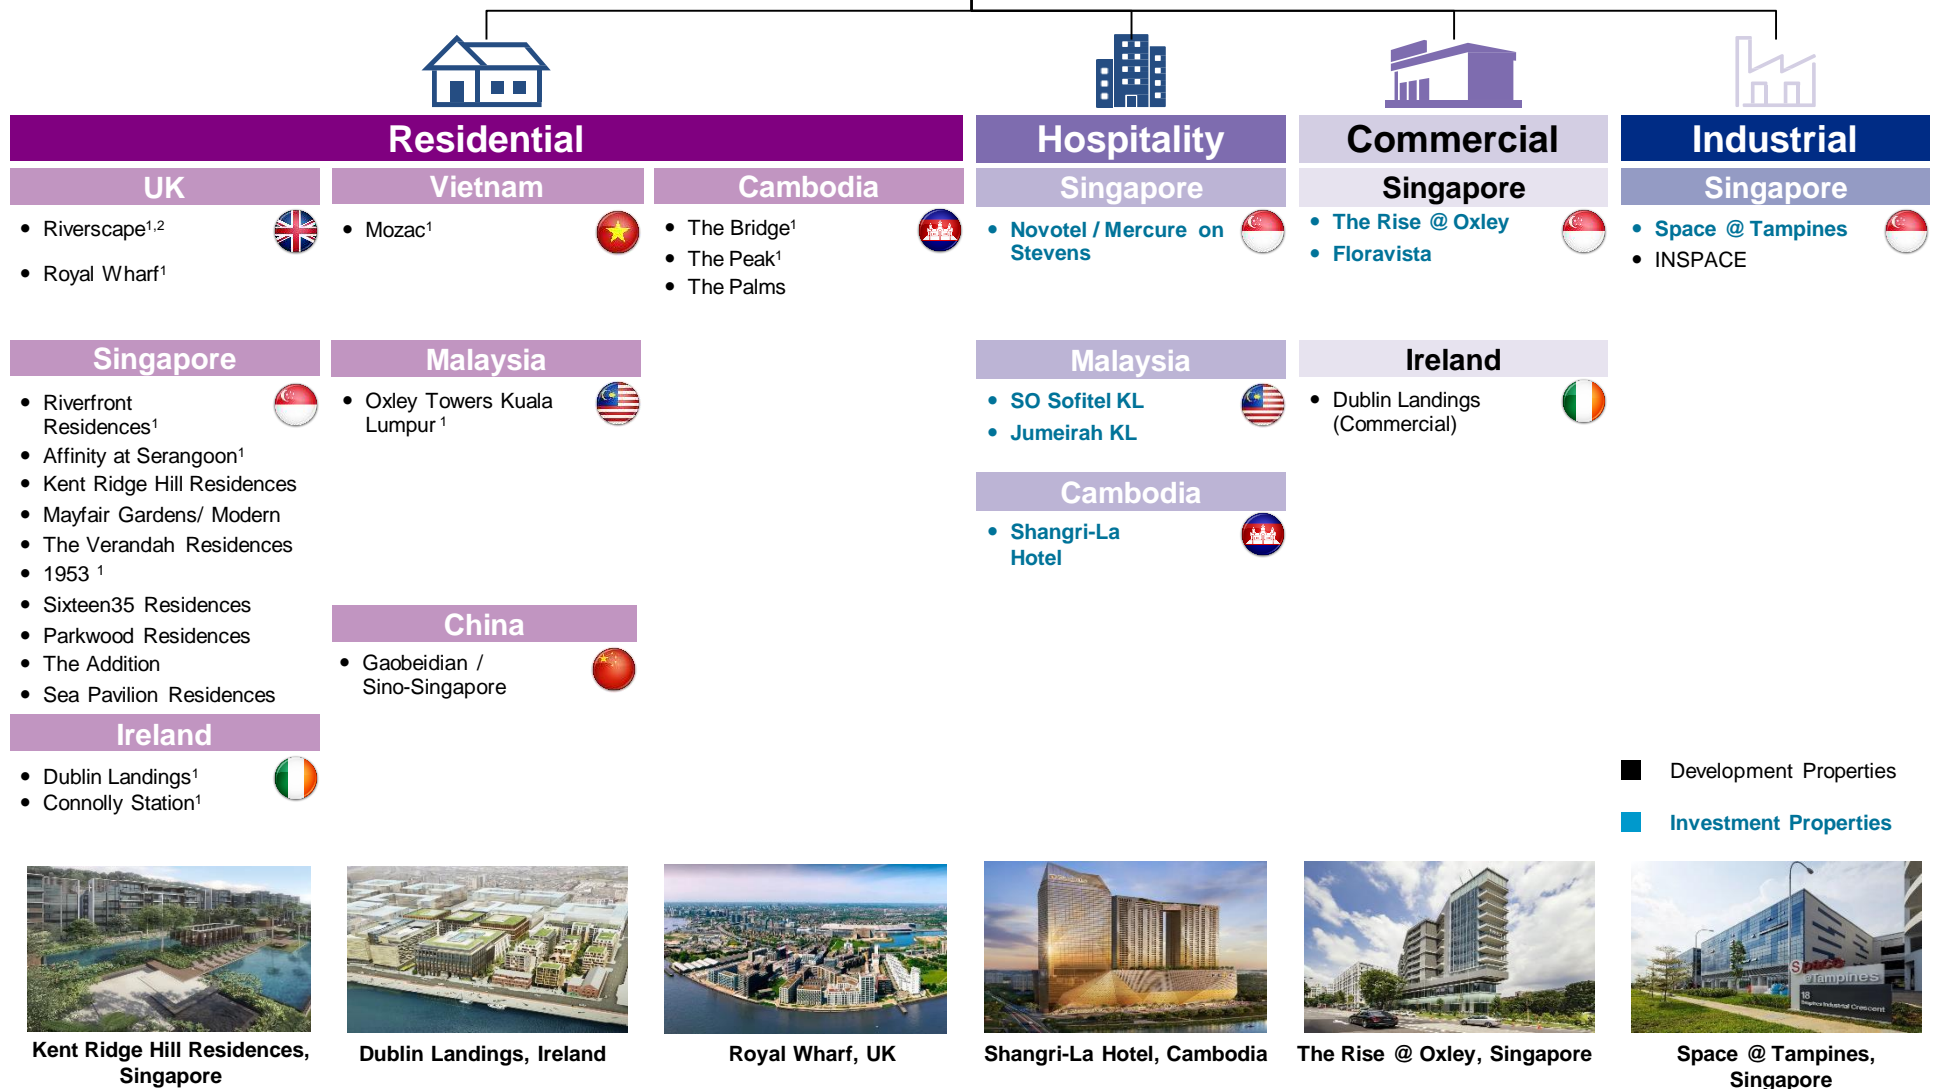 Residential
Hospitality
Commercial
Industrial
UK
Riverscape1,2
Royal Wharf1
Vietnam
Mozac1
Cambodia
The Bridge1
The Peak1
The Palms
Singapore
Novotel / Mercure on
Stevens
Singapore
The Rise @ Oxley
Floravista
Singapore
Space @ Tampines
INSPACE
Singapore
Riverfront
Residences1
Affinity at Serangoon1
Kent Ridge Hill Residences
Mayfair Gardens/ Modern
The Verandah Residences
1953 1
Sixteen35 Residences
Parkwood Residences
The Addition
Sea Pavilion Residences
Malaysia
Oxley Towers Kuala
Lumpur 1
China
Gaobeidian /
Sino-Singapore
Malaysia
SO Sofitel KL
Jumeirah KL
Cambodia
Shangri-La
Hotel
Ireland
Dublin Landings
(Commercial)
Ireland
Dublin Landings1
Connolly Station1
Development Properties
Investment Properties
Space
@Tampines
18
Tampines Industrial Crescent
Kent Ridge Hill Residences,
Singapore
Dublin Landings, Ireland
Royal Wharf, UK
Shangri-La Hotel, Cambodia
The Rise @ Oxley, Singapore
Space @ Tampines,
Singapore